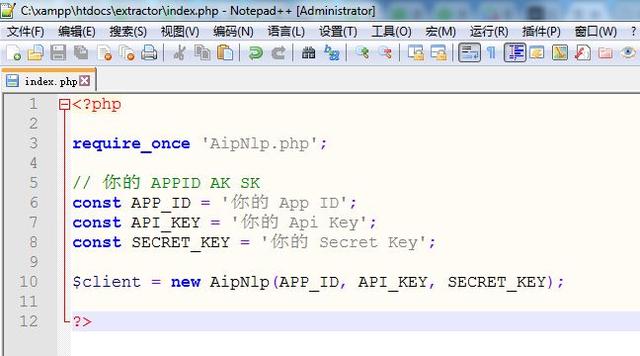 C:\xampp\htdocs\extractor\index.php - Notepad++ [Administrator]
文件(F) 编辑(E) 搜索(S) 视图(V) 编码(N) 语言(L) 设置(T) 工具(O) 宏(M) 运行(R) 插件(P) 窗口(W) ?
index.php
1 <?php
2
3 require_once 'AipNlp.php';
4
5 // 你的 APPID AK SK
6 const APP_ID = '你的 App ID';
7 const API_KEY = '你的 Api Key';
8 const SECRET_KEY = '你的 Secret Key';
9
10 $client = new AipNlp(APP_ID, API_KEY, SECRET_KEY);
11
12 ?>